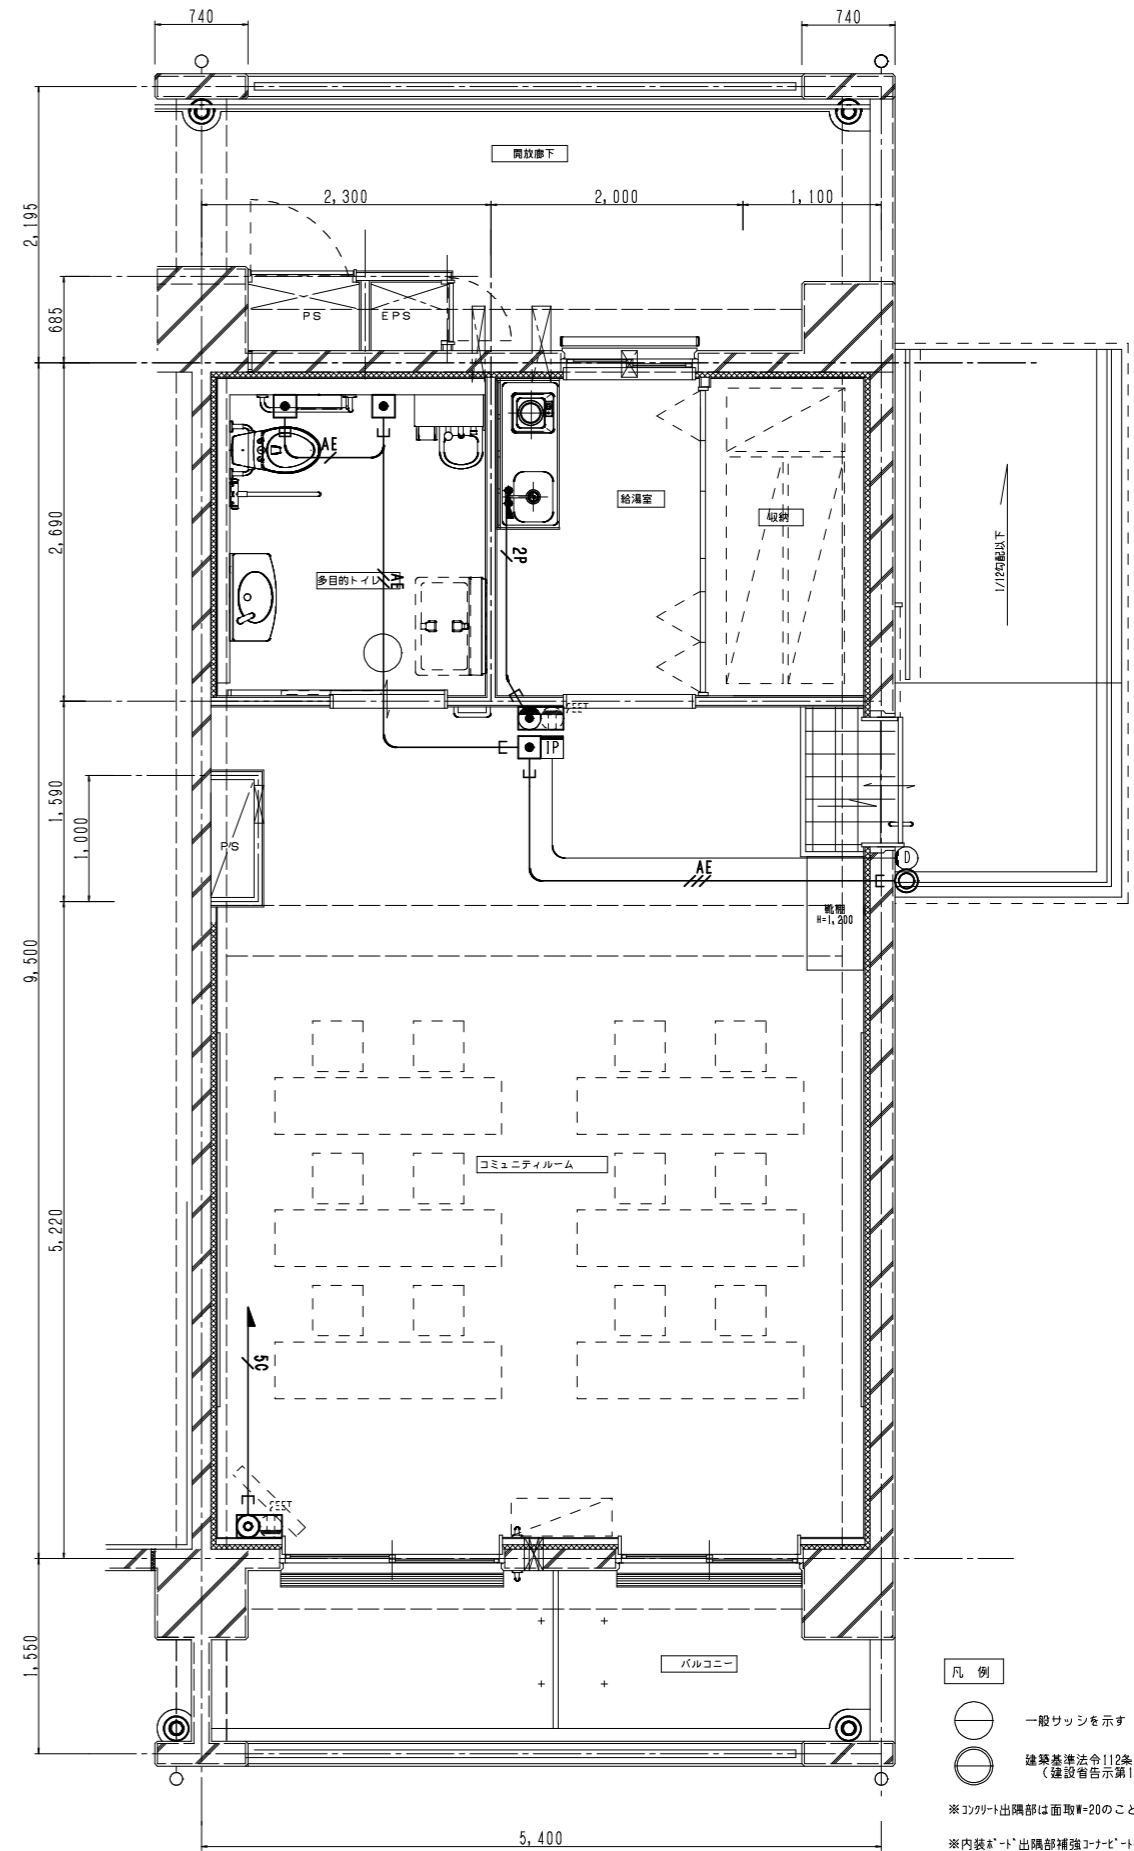 740
740
開放廊下
2,300
2,000
1,100
2,195
685
PS
EPS
AE
給湯室
収納
2,690
2P
1/12勾配以下
多目的トイレ
AE
1P
1,590
1,000
P/S
AE
D
靴棚
H=1,200
9,500
コミュニティルーム
5,220
5C
1,550
バルコニー
凡 例
一般サッシを示す
建築基準法令112条
(建設省告示第1
※コンクリート出隅部は面取W=20のこと
※内装ボード出隅部補強コーナービート
5,400